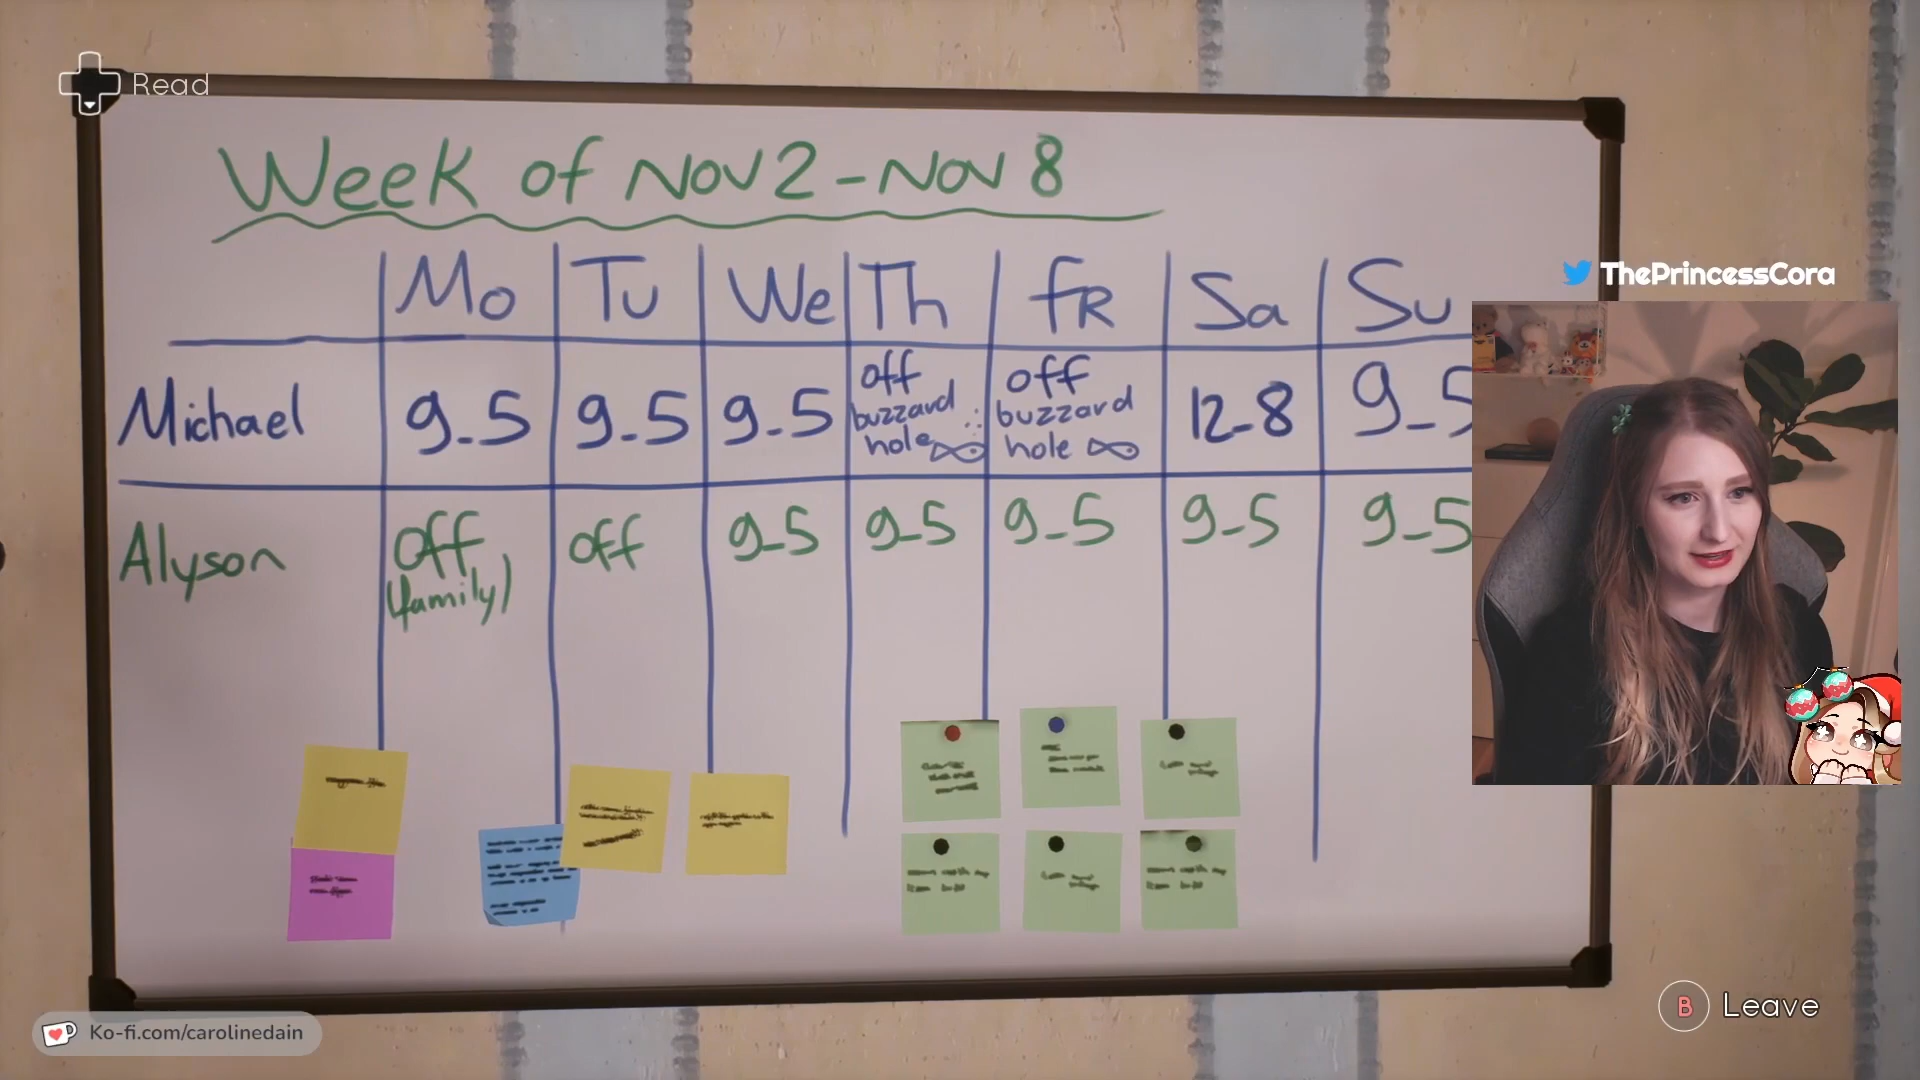 Read
Week of Nov 2 - Nov 8
Mo Tu We Th fR Sa Su
Michael 9-5 9-5 9-5 off buzzard hole off buzzard hole 12-8 9-5
Alyson off (family) off 9-5 9-5 9-5 9-5 9-5
ThePrincessCora
Ko-fi.com/carolinedain
B Leave